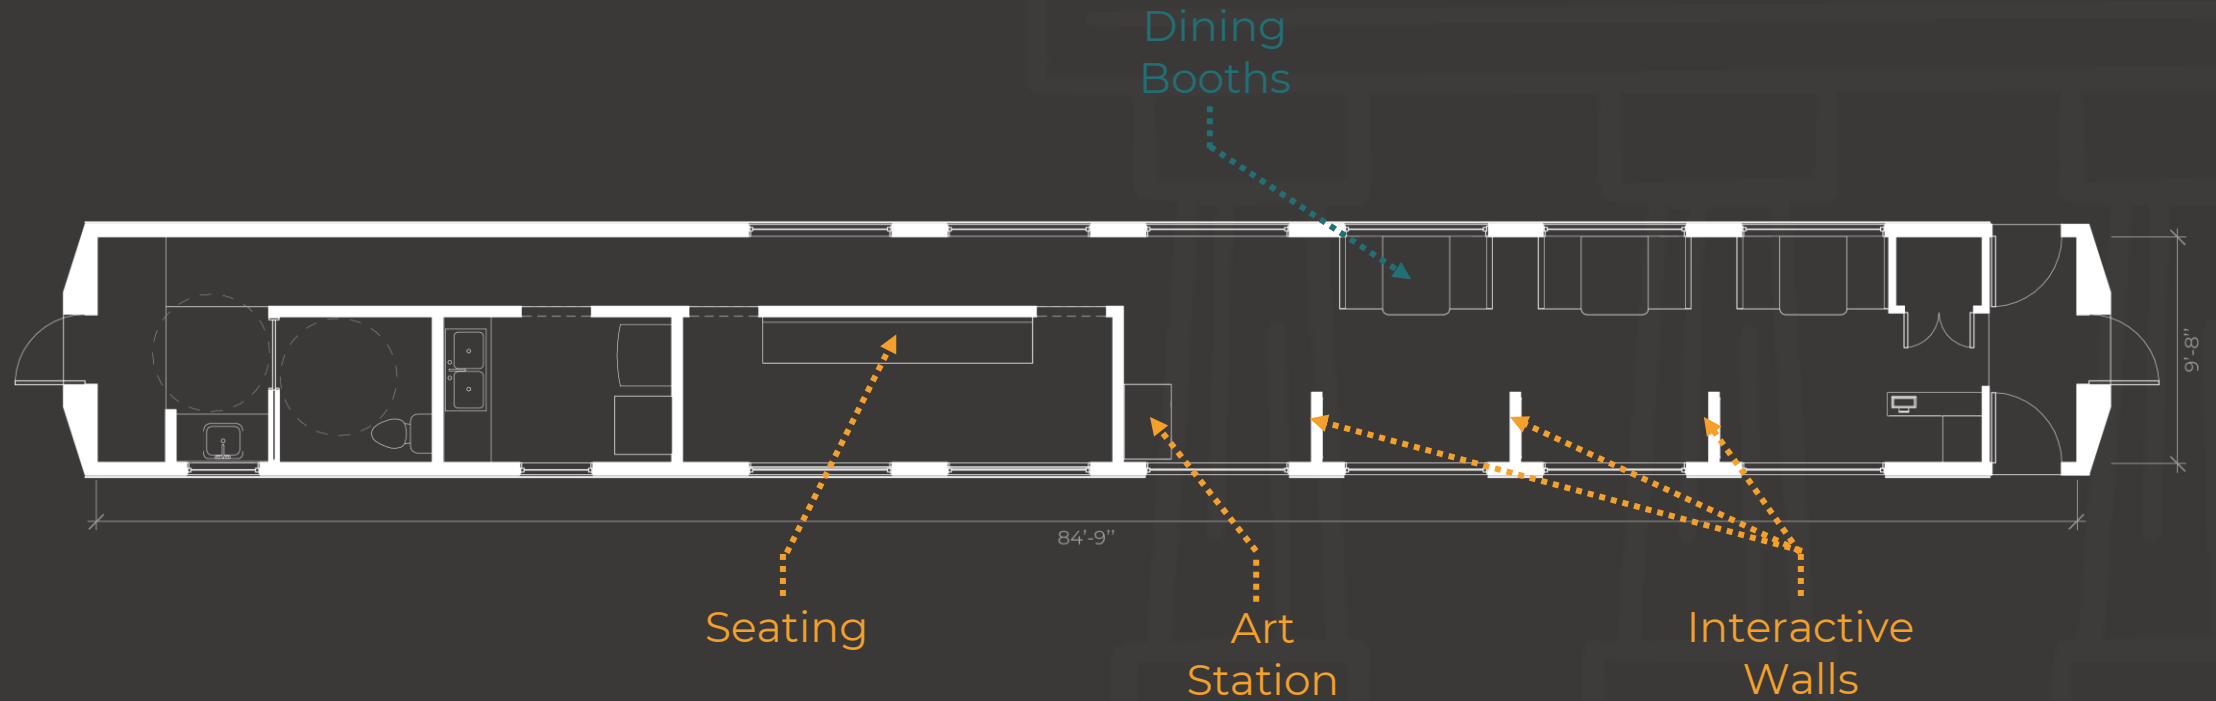 Dining
Booths
9'-8"
84'-9"
Seating
Art
Station
Interactive
Walls